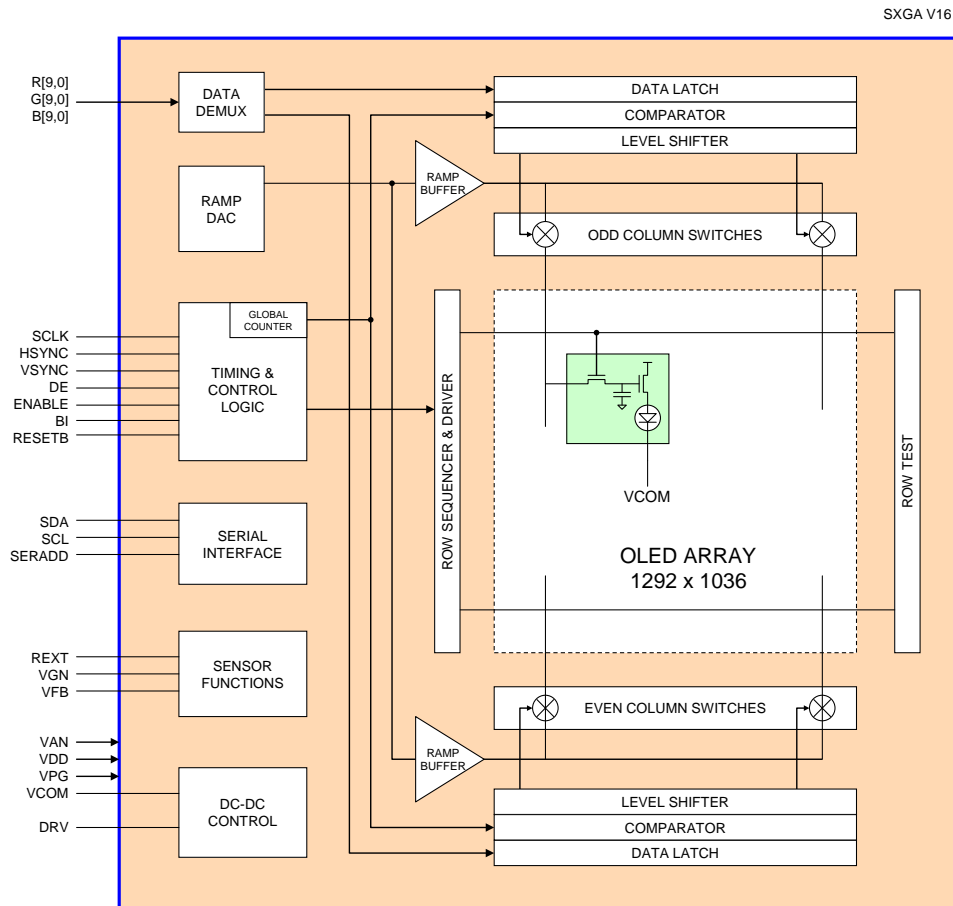 SXGA V16
R[9,0]
G[9,0]
B[9,0]
DATA
DEMUX
DATA LATCH
COMPARATOR
LEVEL SHIFTER
RAMP
DAC
RAMP
BUFFER
ODD COLUMN SWITCHES
GLOBAL
COUNTER
SCLK
HSYNC
VSYNC
DE
ENABLE
BI
RESETB
TIMING &
CONTROL
LOGIC
ROW SEQUENCER & DRIVER
VCOM
OLED ARRAY
1292 x 1036
ROW TEST
SDA
SCL
SERADD
SERIAL
INTERFACE
REXT
VGN
VFB
SENSOR
FUNCTIONS
EVEN COLUMN SWITCHES
RAMP
BUFFER
VAN
VDD
VPG
VCOM
DRV
DC-DC
CONTROL
LEVEL SHIFTER
COMPARATOR
DATA LATCH